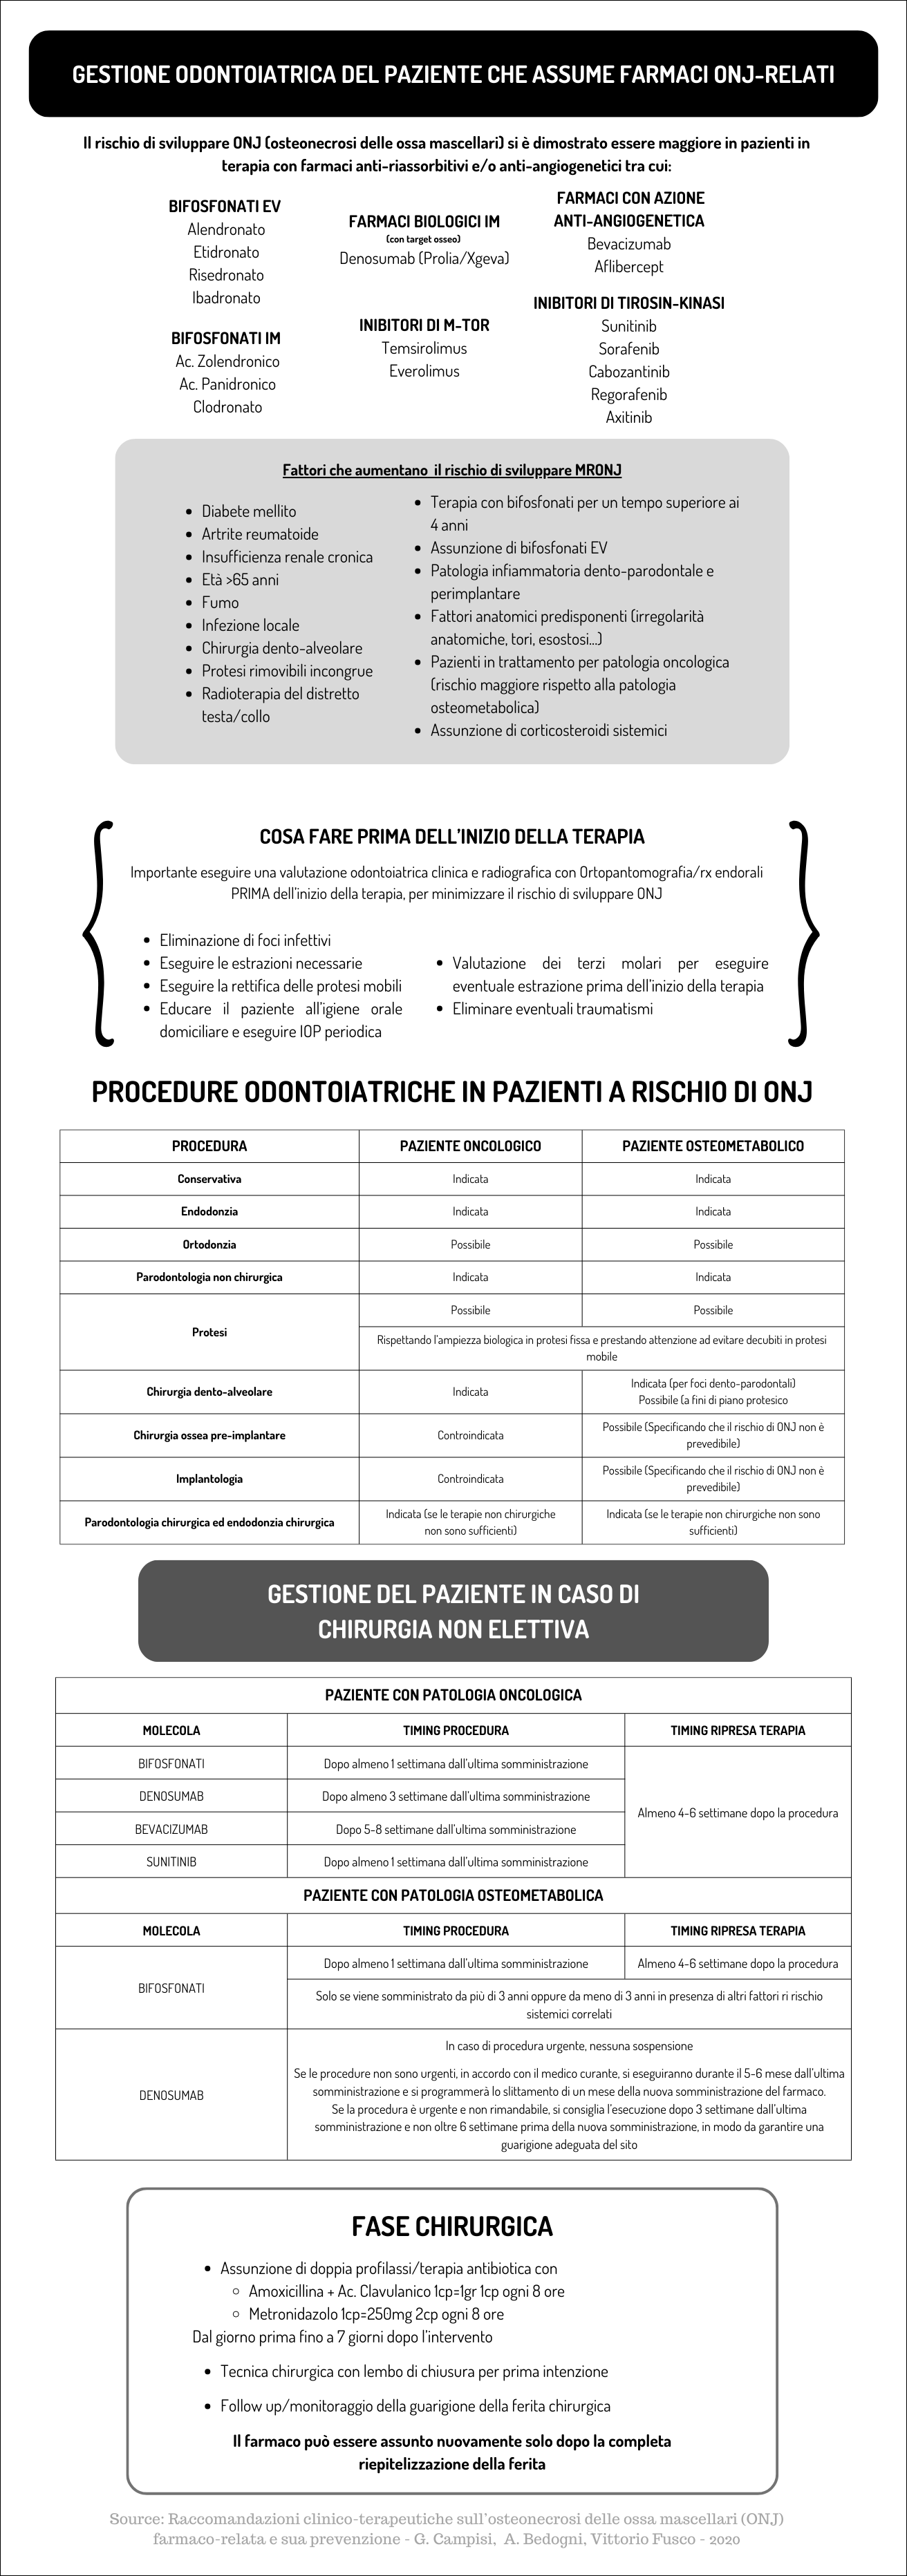 GESTIONE ODONTOIATRICA DEL PAZIENTE CHE ASSUME FARMACI ONJ-RELATI
Il rischio di sviluppare ONJ (osteonecrosi delle ossa mascellari) si è dimostrato essere maggiore in pazienti in
terapia con farmaci anti-riassorbitivi e/o anti-angiogenetici tra cui:
BIFOSFONATI EV
Alendronato
Etidronato
Risedronato
Ibadronato
BIFOSFONATI IM
Ac. Zolendronico
Ac. Panidronico
Clodronato
FARMACI BIOLOGICI IM
(con target osseo)
Denosumab (Prolia/Xgeva)
INIBITORI DI M-TOR
Temsirolimus
Everolimus
FARMACI CON AZIONE
ANTI-ANGIOGENETICA
Bevacizumab
Aflibercept
INIBITORI DI TIROSIN-KINASI
Sunitinib
Sorafenib
Cabozantinib
Regorafenib
Axitinib
Fattori che aumentano il rischio di sviluppare MRONJ
• Diabete mellito
• Artrite reumatoide
• Insufficienza renale cronica
• Età >65 anni
• Fumo
• Infezione locale
• Chirurgia dento-alveolare
• Protesi rimovibili incongrue
• Radioterapia del distretto
testa/collo
• Terapia con bifosfonati per un tempo superiore ai
4 anni
• Assunzione di bifosfonati EV
• Patologia infiammatoria dento-parodontale e
perimplantare
• Fattori anatomici predisponenti (irregolarità
anatomiche, tori, esostosi...)
• Pazienti in trattamento per patologia oncologica
(rischio maggiore rispetto alla patologia
osteometabolica)
• Assunzione di corticosteroidi sistemici
COSA FARE PRIMA DELL'INIZIO DELLA TERAPIA
Importante eseguire una valutazione odontoiatrica clinica e radiografica con Ortopantomografia/rx endorali
PRIMA dell'inizio della terapia, per minimizzare il rischio di sviluppare ONJ
• Eliminazione di foci infettivi
• Eseguire le estrazioni necessarie
• Eseguire la rettifica delle protesi mobili
• Educare il paziente all'igiene orale
domiciliare e eseguire IOP periodica
• Valutazione dei terzi molari per eseguire
eventuale estrazione prima dell'inizio della terapia
• Eliminare eventuali traumatismi
PROCEDURE ODONTOIATRICHE IN PAZIENTI A RISCHIO DI ONJ
PROCEDURA PAZIENTE ONCOLOGICO PAZIENTE OSTEOMETABOLICO
Conservativa Indicata Indicata
Endodonzia Indicata Indicata
Ortodonzia Possibile Possibile
Parodontologia non chirurgica Indicata Indicata
Protesi
Possibile Possibile
Rispettando l'ampiezza biologica in protesi fissa e prestando attenzione ad evitare decubiti in protesi
mobile
Chirurgia dento-alveolare
Indicata
Indicata (per foci dento-parodontali)
Possibile (a fini di piano protesico
Chirurgia ossea pre-implantare
Controindicata
Possibile (Specificando che il rischio di ONJ non è
prevedibile)
Implantologia
Controindicata
Possibile (Specificando che il rischio di ONJ non è
prevedibile)
Parodontologia chirurgica ed endodonzia chirurgica
Indicata (se le terapie non chirurgiche
non sono sufficienti)
Indicata (se le terapie non chirurgiche non sono
sufficienti)
GESTIONE DEL PAZIENTE IN CASO DI
CHIRURGIA NON ELETTIVA
PAZIENTE CON PATOLOGIA ONCOLOGICA
MOLECOLA TIMING PROCEDURA TIMING RIPRESA TERAPIA
BIFOSFONATI Dopo almeno 1 settimana dall'ultima somministrazione
DENOSUMAB Dopo almeno 3 settimane dall'ultima somministrazione
Almeno 4-6 settimane dopo la procedura
BEVACIZUMAB Dopo 5-8 settimane dall'ultima somministrazione
SUNITINIB Dopo almeno 1 settimana dall'ultima somministrazione
PAZIENTE CON PATOLOGIA OSTEOMETABOLICA
MOLECOLA TIMING PROCEDURA TIMING RIPRESA TERAPIA
BIFOSFONATI
Dopo almeno 1 settimana dall'ultima somministrazione Almeno 4-6 settimane dopo la procedura
Solo se viene somministrato da più di 3 anni oppure da meno di 3 anni in presenza di altri fattori ri rischio
sistemici correlati
DENOSUMAB
In caso di procedura urgente, nessuna sospensione
Se le procedure non sono urgenti, in accordo con il medico curante, si eseguiranno durante il 5-6 mese dall'ultima
somministrazione e si programmerà lo slittamento di un mese della nuova somministrazione del farmaco.
Se la procedura è urgente e non rimandabile, si consiglia l'esecuzione dopo 3 settimane dall'ultima
somministrazione e non oltre 6 settimane prima della nuova somministrazione, in modo da garantire una
guarigione adeguata del sito
FASE CHIRURGICA
• Assunzione di doppia profilassi/terapia antibiotica con
◦ Amoxicillina + Ac. Clavulanico 1cp=1gr 1cp ogni 8 ore
◦ Metronidazolo 1cp=250mg 2cp ogni 8 ore
Dal giorno prima fino a 7 giorni dopo l'intervento
• Tecnica chirurgica con lembo di chiusura per prima intenzione
• Follow up/monitoraggio della guarigione della ferita chirurgica
Il farmaco può essere assunto nuovamente solo dopo la completa
riepitelizzazione della ferita
Source: Raccomandazioni clinico-terapeutiche sull'osteonecrosi delle ossa mascellari (ONJ)
farmaco-relata e sua prevenzione - G. Campisi, A. Bedogni, Vittorio Fusco - 2020